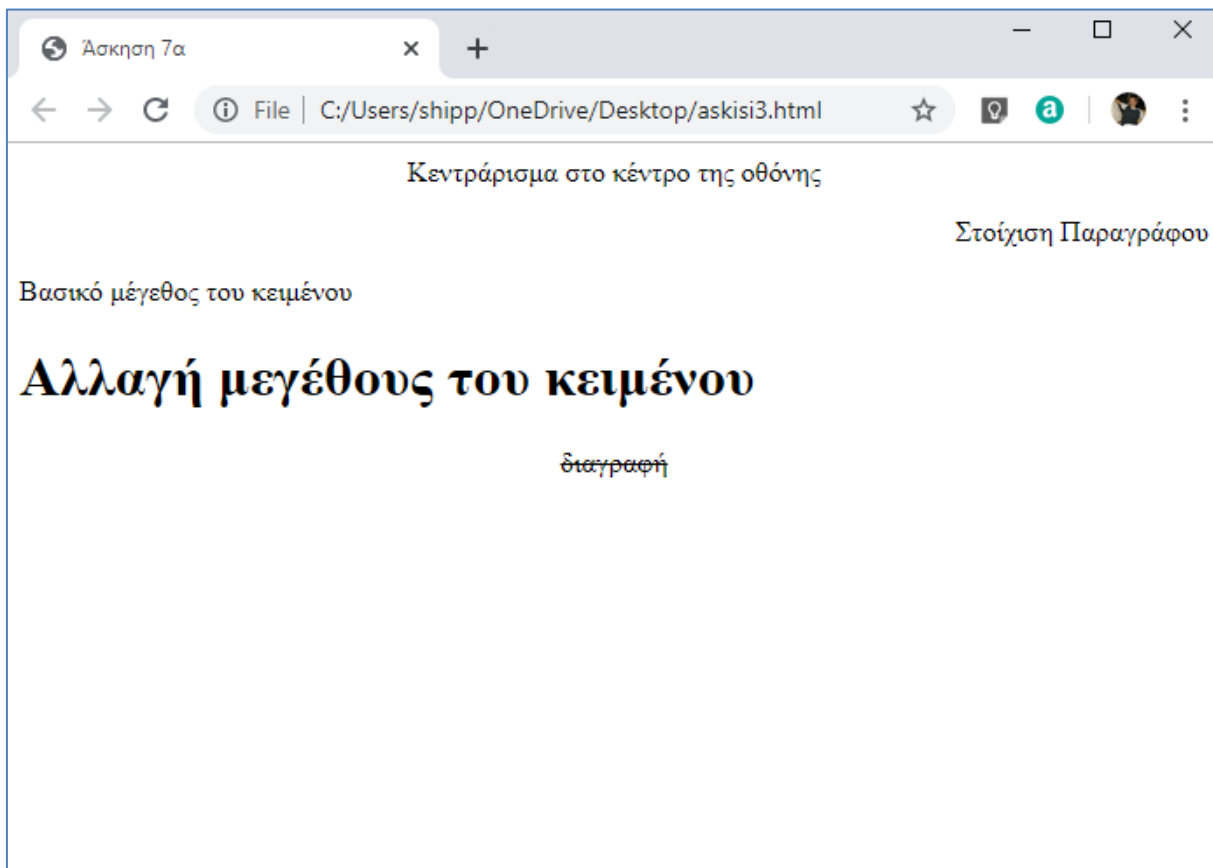 Άσκηση 7α
File | C:/Users/shipp/OneDrive/Desktop/askisi3.html
a
Κεντράρισμα στο κέντρο της οθόνης
Στοίχιση Παραγράφου
Βασικό μέγεθος του κειμένου
Αλλαγή μεγέθους του κειμένου
διαγραφή